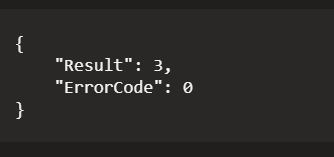 {
    "Result": 3,
    "ErrorCode": 0
}